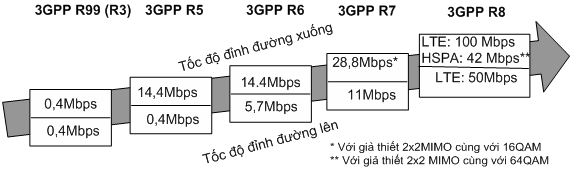 3GPP R99 (R3)
3GPP R5
3GPP R6
3GPP R7
3GPP R8
Tốc độ đỉnh đường xuống
0,4Mbps
0,4Mbps
14,4Mbps
0,4Mbps
14.4Mbps
5,7Mbps
28,8Mbps*
11Mbps
LTE: 100 Mbps
HSPA: 42 Mbps**
LTE: 50Mbps
Tốc độ đỉnh đường lên
* Với giả thiết 2x2MIMO cùng với 16QAM
** Với giả thiết 2x2 MIMO cùng với 64QAM